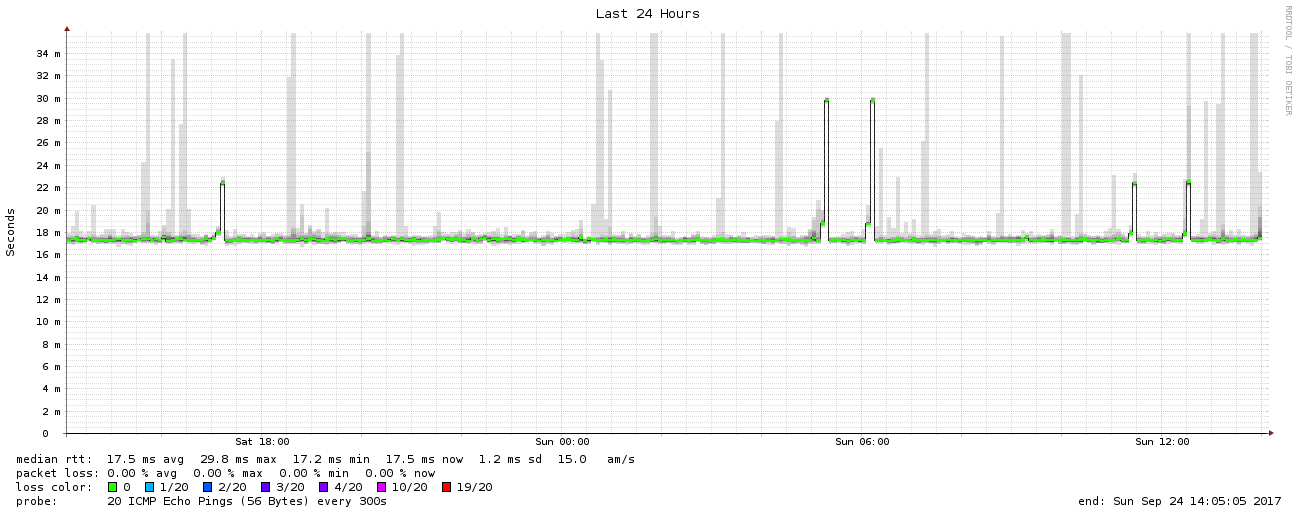 Last 24 Hours
RRDTOOL / TOBI OETIKER
Seconds
34 m
32 m
30 m
28 m
26 m
24 m
22 m
20 m
18 m
16 m
14 m
12 m
10 m
8 m
6 m
4 m
2 m
0
Sat 18:00 Sun 00:00 Sun 06:00 Sun 12:00
median rtt: 17.5 ms avg 29.8 ms max 17.2 ms min 17.5 ms now 1.2 ms sd 15.0 am/s
packet loss: 0.00 % avg 0.00 % max 0.00 % min 0.00 % now
loss color: 0 1/20 2/20 3/20 4/20 10/20 19/20
probe: 20 ICMP Echo Pings (56 Bytes) every 300s
end: Sun Sep 24 14:05:05 2017